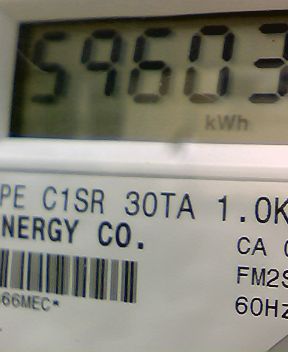 59603
kWh
PE C1SR 30TA 1.0K
NERGY CO.
CA
FM2S
66MEC*
60Hz